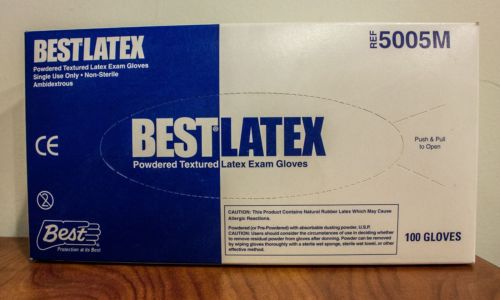 BESTLATEX
Powdered Textured Latex Exam Gloves
Single Use Only • Non-Sterile
Ambidextrous
REF 5005M
BEST®LATEX
Powdered Textured Latex Exam Gloves
Push & Pull
to Open
CE
2
Best
Protection at its Best
CAUTION: This Product Contains Natural Rubber Latex Which May Cause
Allergic Reactions.
Powdered (or Pre-Powdered) with absorbable dusting powder, U.S.P.
CAUTION: Users should consider the circumstances of use in deciding whether
to remove residual powder from gloves after donning. Powder can be removed
by wiping gloves thoroughly with a sterile wet sponge, sterile wet towel, or other
effective method.
100 GLOVES